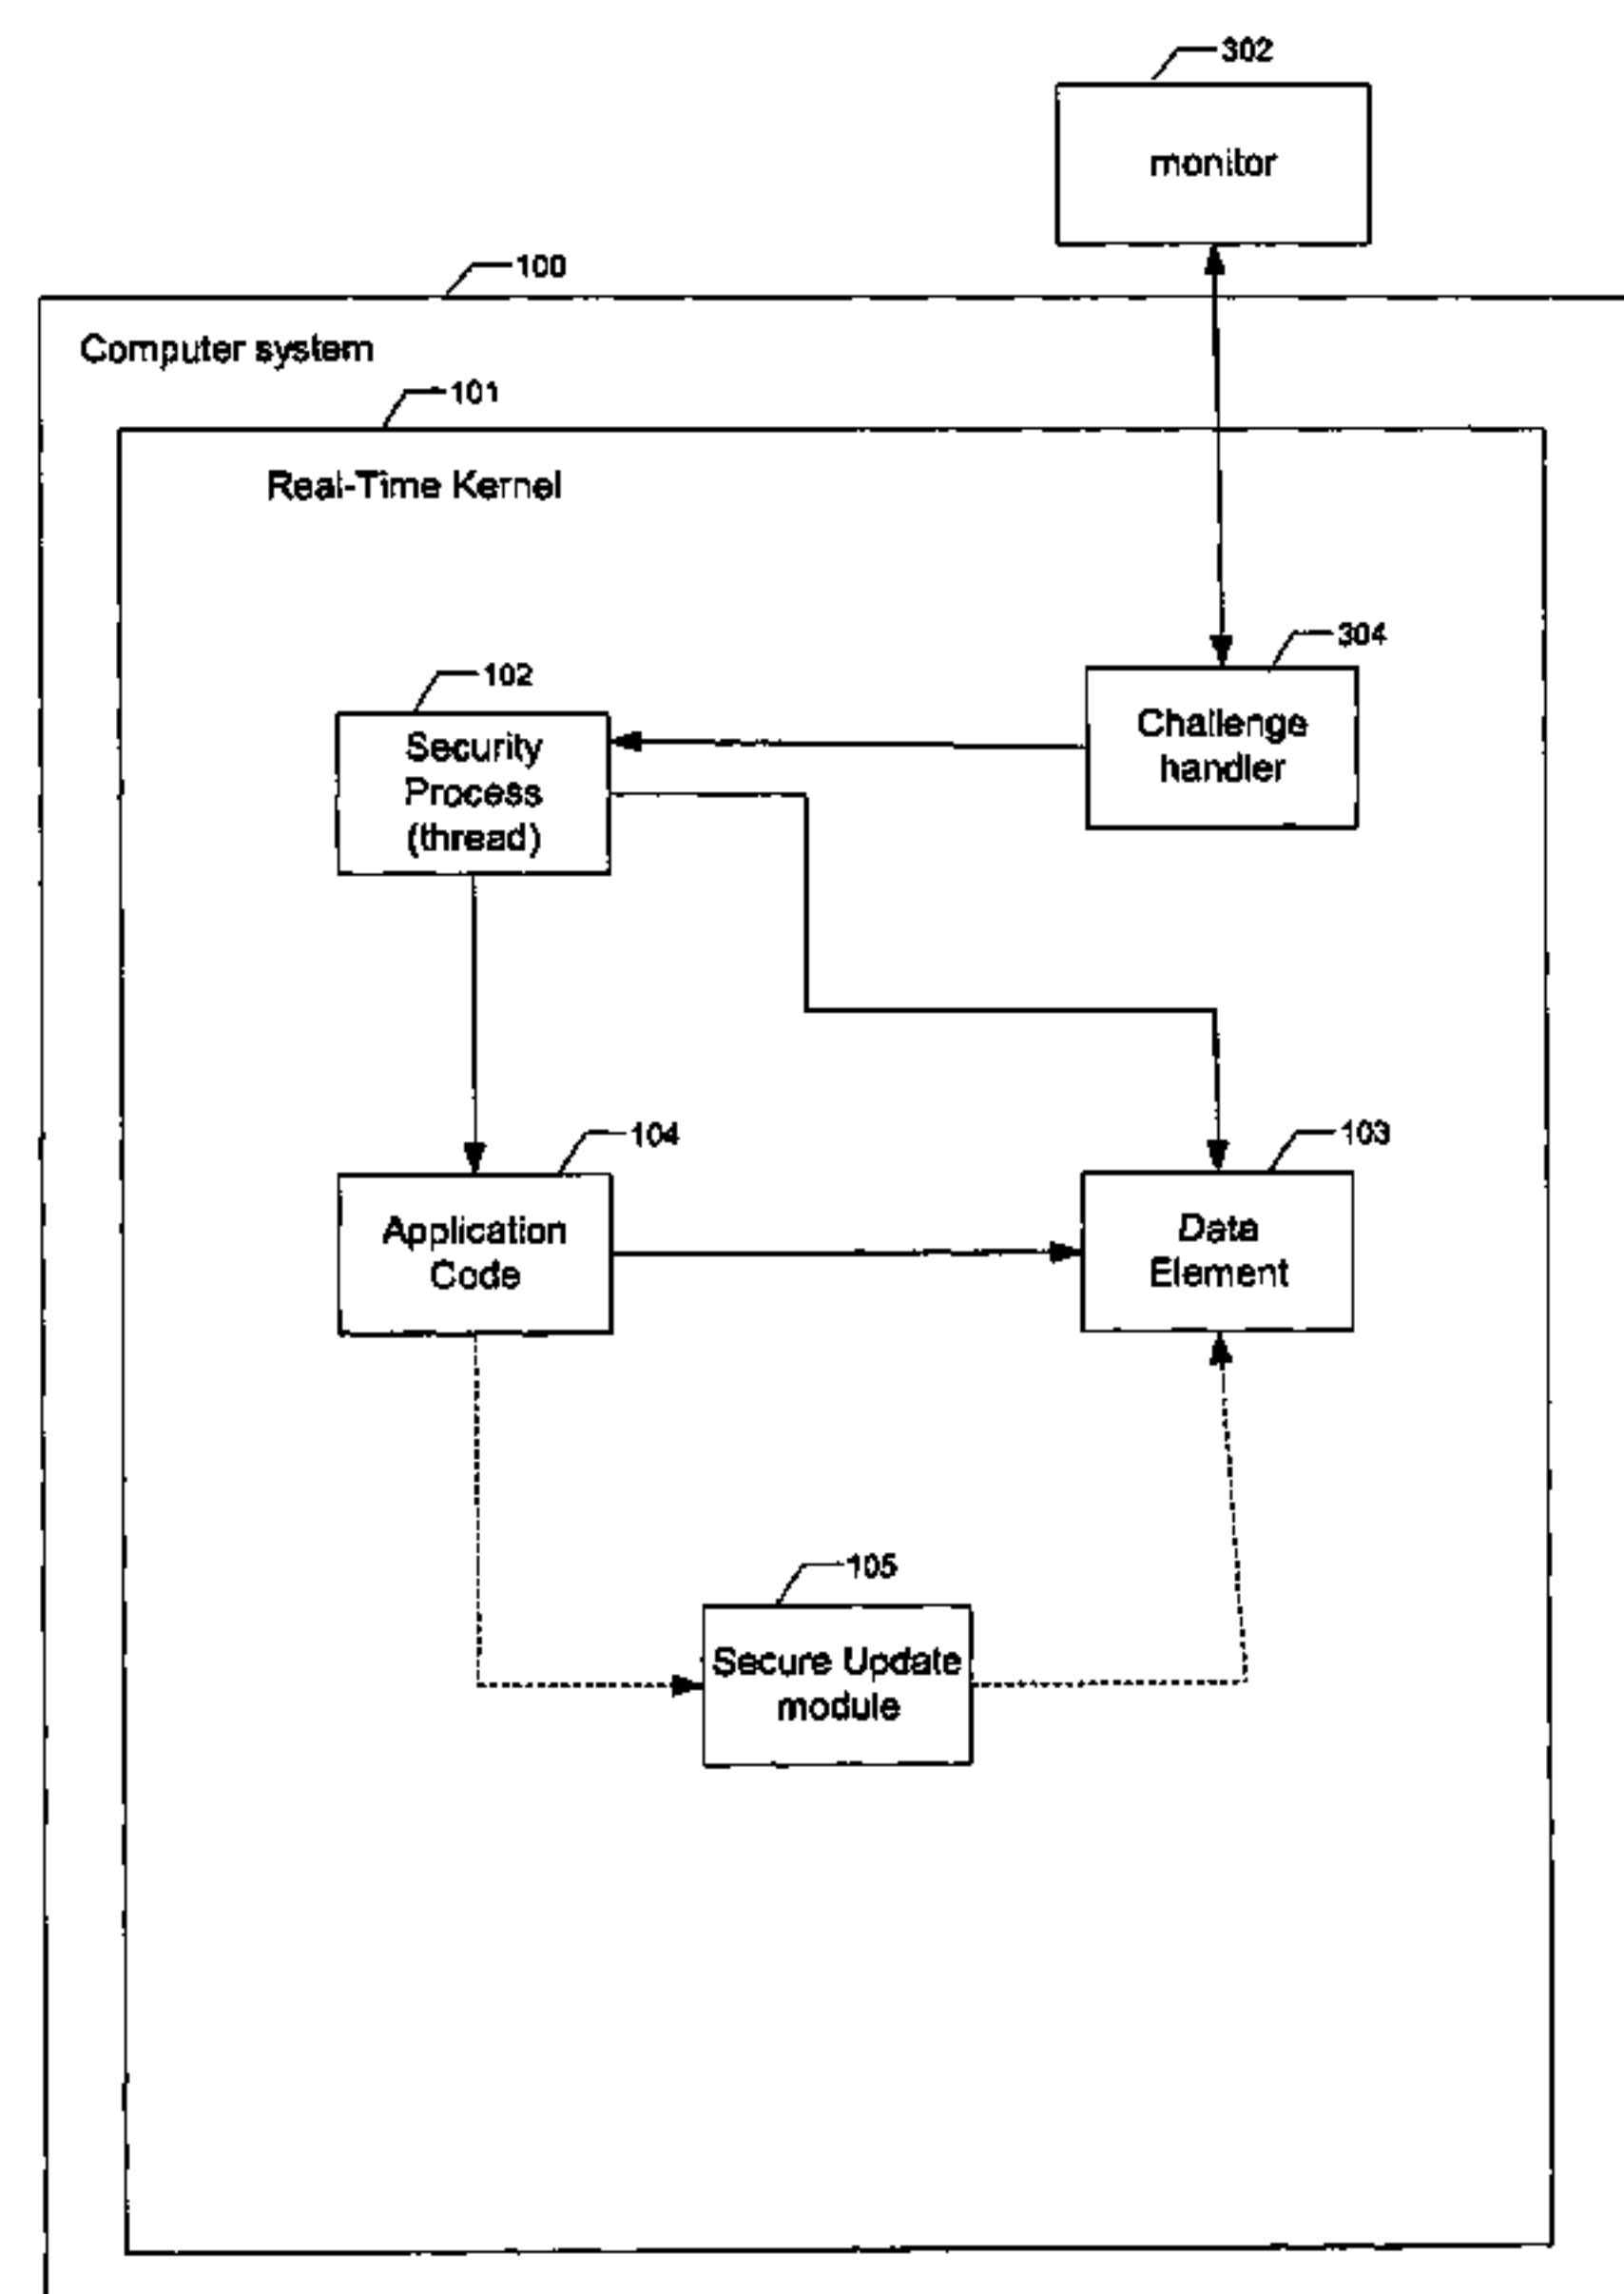 302
monitor
100
Computer system
101
Real-Time Kernel
304
Challenge
handler
102
Security
Process
(thread)
104
Application
Code
103
Data
Element
105
Secure Update
module